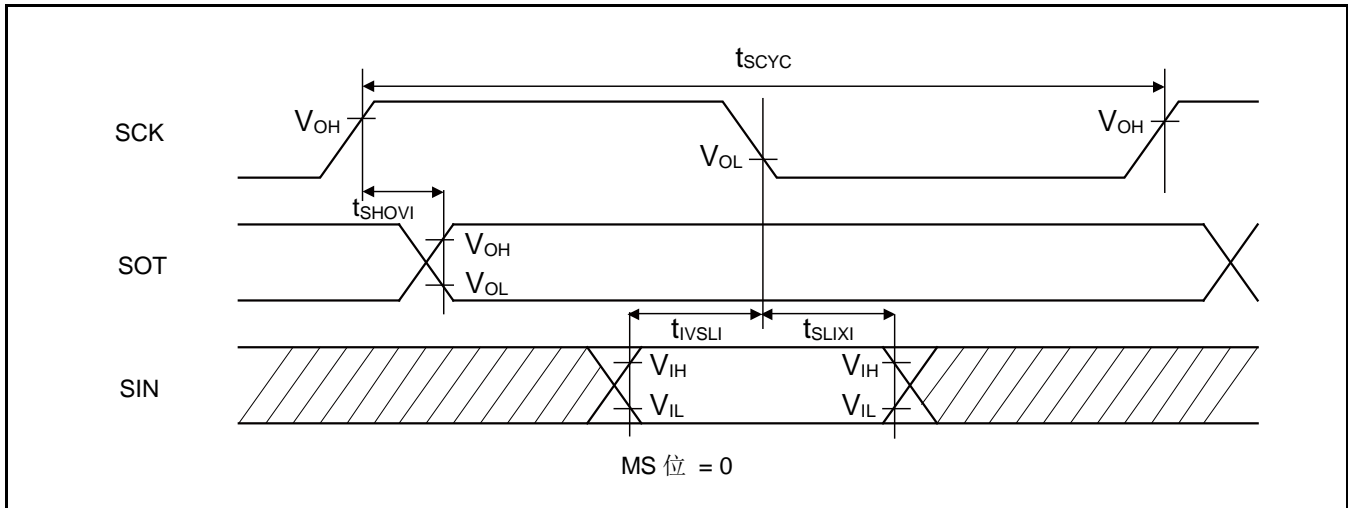 tSCYC
SCK
VOH
VOL
VOH
tSHOVI
SOT
VOH
VOL
tIVSLI
tSLIXI
SIN
VIH
VIH
VIL
VIL
MS 位 = 0